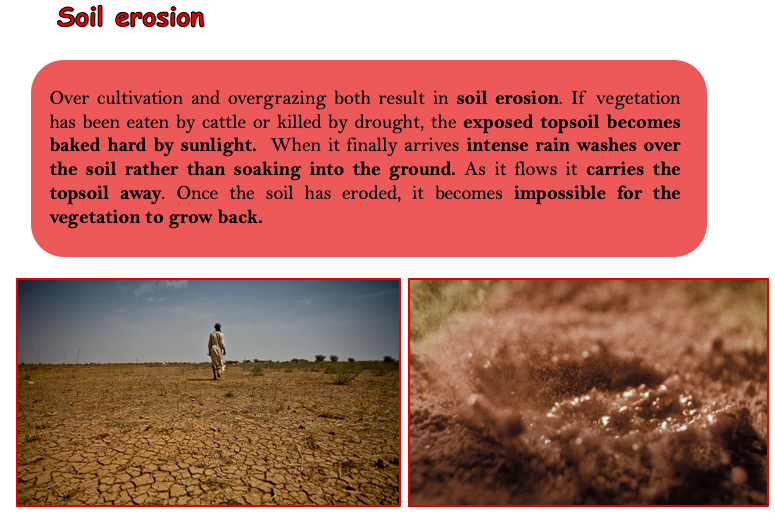 Soil erosion
Over cultivation and overgrazing both result in soil erosion. If vegetation
has been eaten by cattle or killed by drought, the exposed topsoil becomes
baked hard by sunlight. When it finally arrives intense rain washes over
the soil rather than soaking into the ground. As it flows it carries the
topsoil away. Once the soil has eroded, it becomes impossible for the
vegetation to grow back.